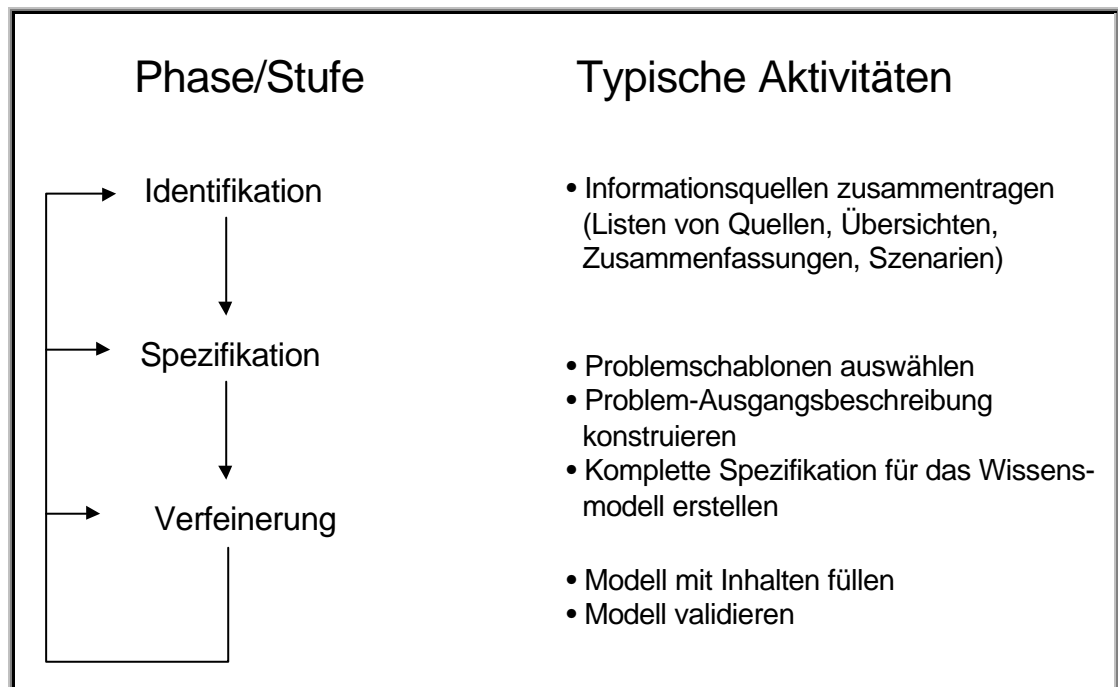 Phase/Stufe
Typische Aktivitäten
Identifikation
• Informationsquellen zusammentragen
(Listen von Quellen, Übersichten,
Zusammenfassungen, Szenarien)
Spezifikation
• Problemschablonen auswählen
• Problem-Ausgangsbeschreibung
konstruieren
• Komplette Spezifikation für das Wissens-
modell erstellen
Verfeinerung
• Modell mit Inhalten füllen
• Modell validieren